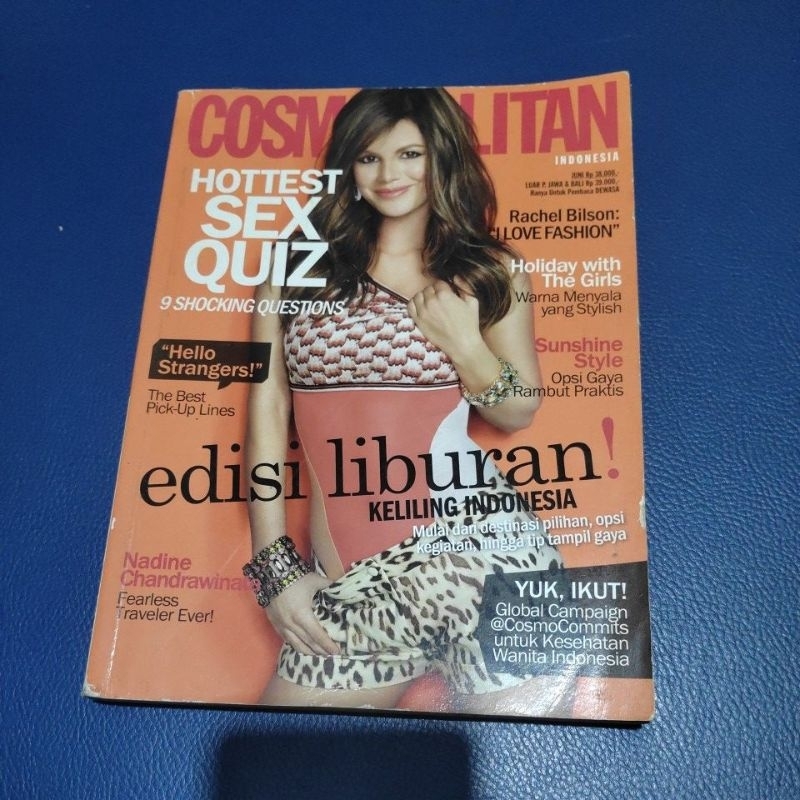 COSMOPOLITAN
INDONESIA
JUNI Rp 38.000,-
LUAR P. JAWA & BALI Rp 39.000,-
Hanya Untuk Pembaca DEWASA
HOTTEST
SEX
QUIZ
9 SHOCKING QUESTIONS
Rachel Bilson:
"I LOVE FASHION"
Holiday with
The Girls
Warna Menyala
yang Stylish
Sunshine
Style
Opsi Gaya
Rambut Praktis
"Hello
Strangers!"
The Best
Pick-Up Lines
edisi liburan!
KELILING INDONESIA
Mulai dari destinasi pilihan, opsi
kegiatan, hingga tip tampil gaya
Nadine
Chandrawinata
Fearless
Traveler Ever!
YUK, IKUT!
Global Campaign
@CosmoCommits
untuk Kesehatan
Wanita Indonesia